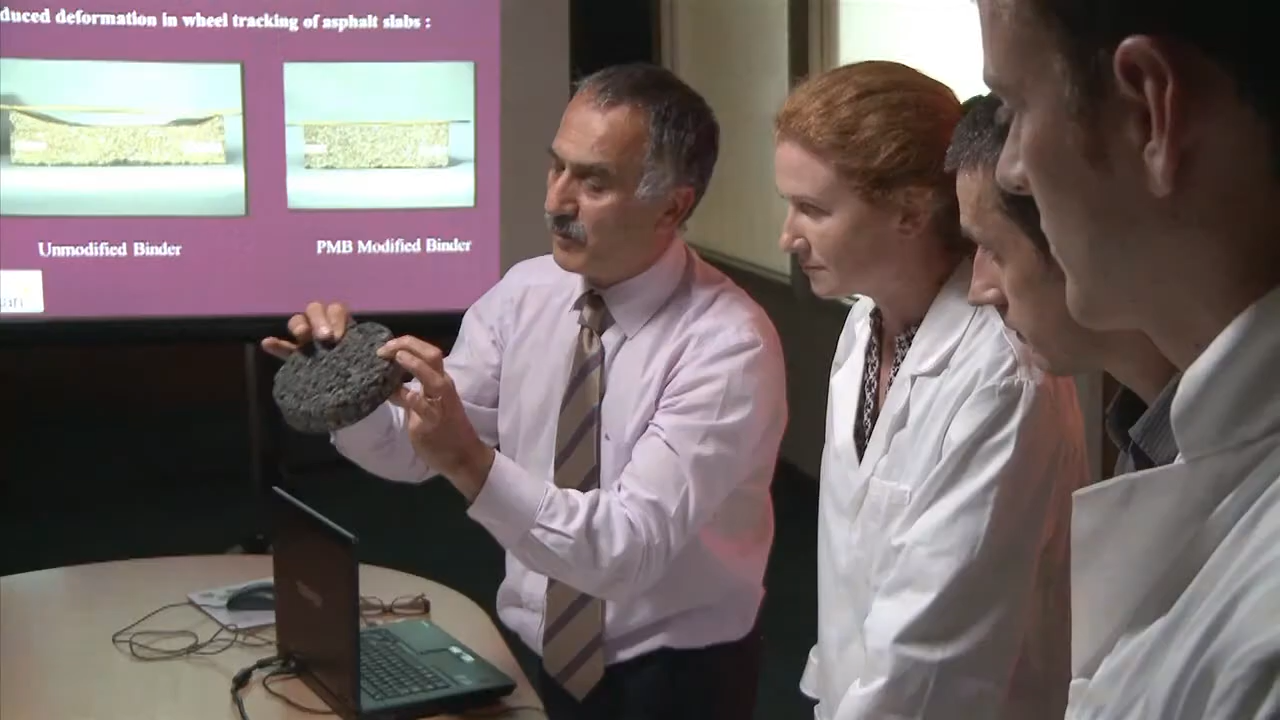 duced deformation in wheel tracking of asphalt slabs :
Unmodified Binder
PMB Modified Binder